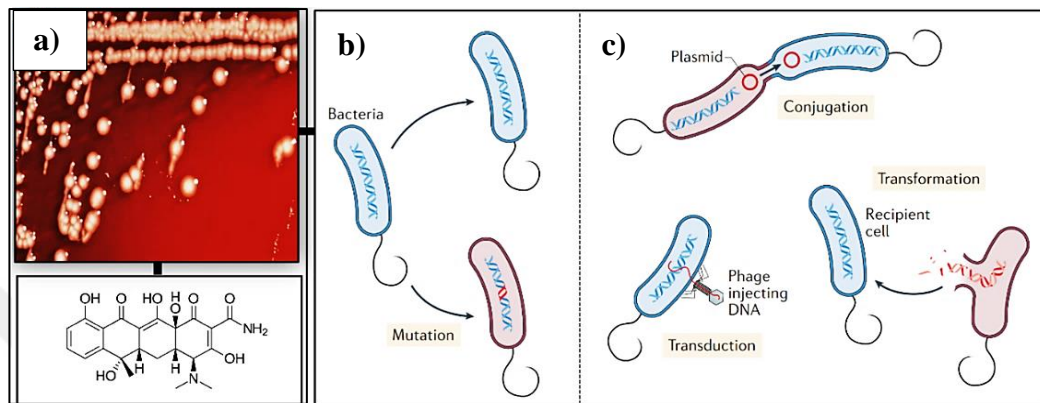 a)
OH
O
HO
H
O
O
OH
NH₂
OH
HO
H
H
N
b)
Bacteria
Mutation
c)
Plasmid
Conjugation
Transformation
Recipient
cell
Phage
injecting
DNA
Transduction